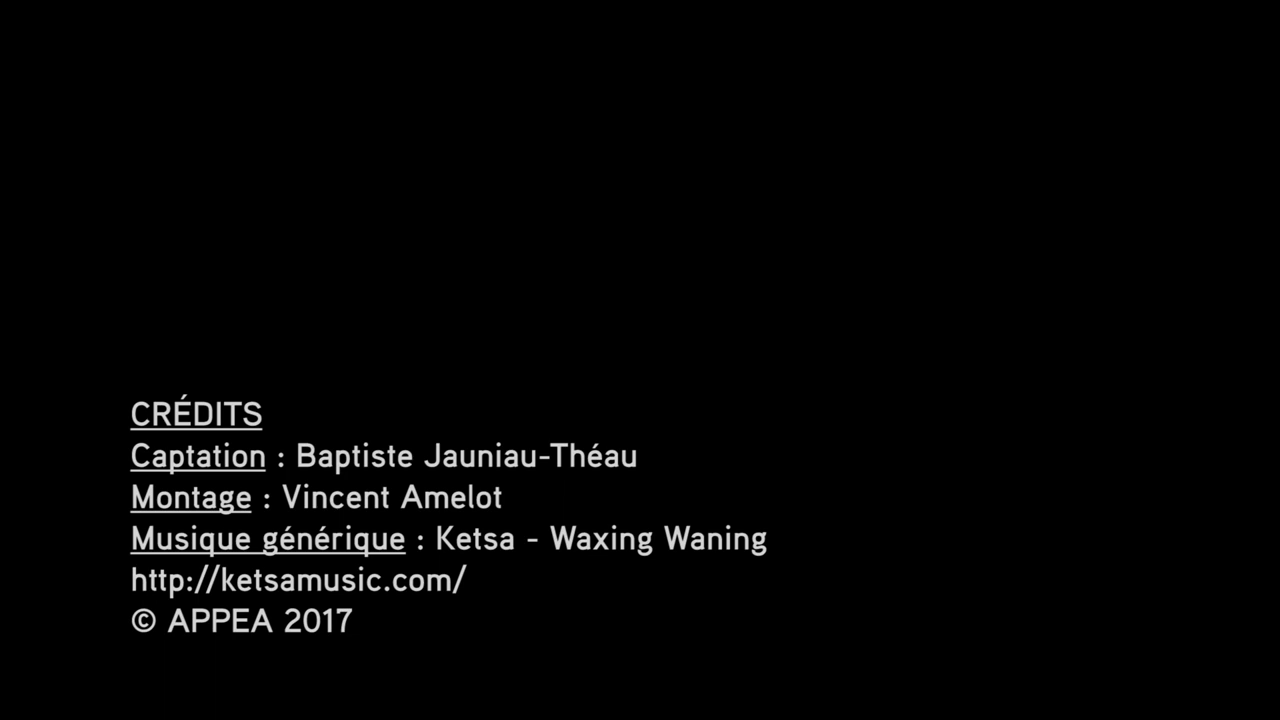 CRÉDITS
Captation : Baptiste Jauniau-Théau
Montage : Vincent Amelot
Musique générique : Ketsa - Waxing Waning
http://ketsamusic.com/
© APPEA 2017